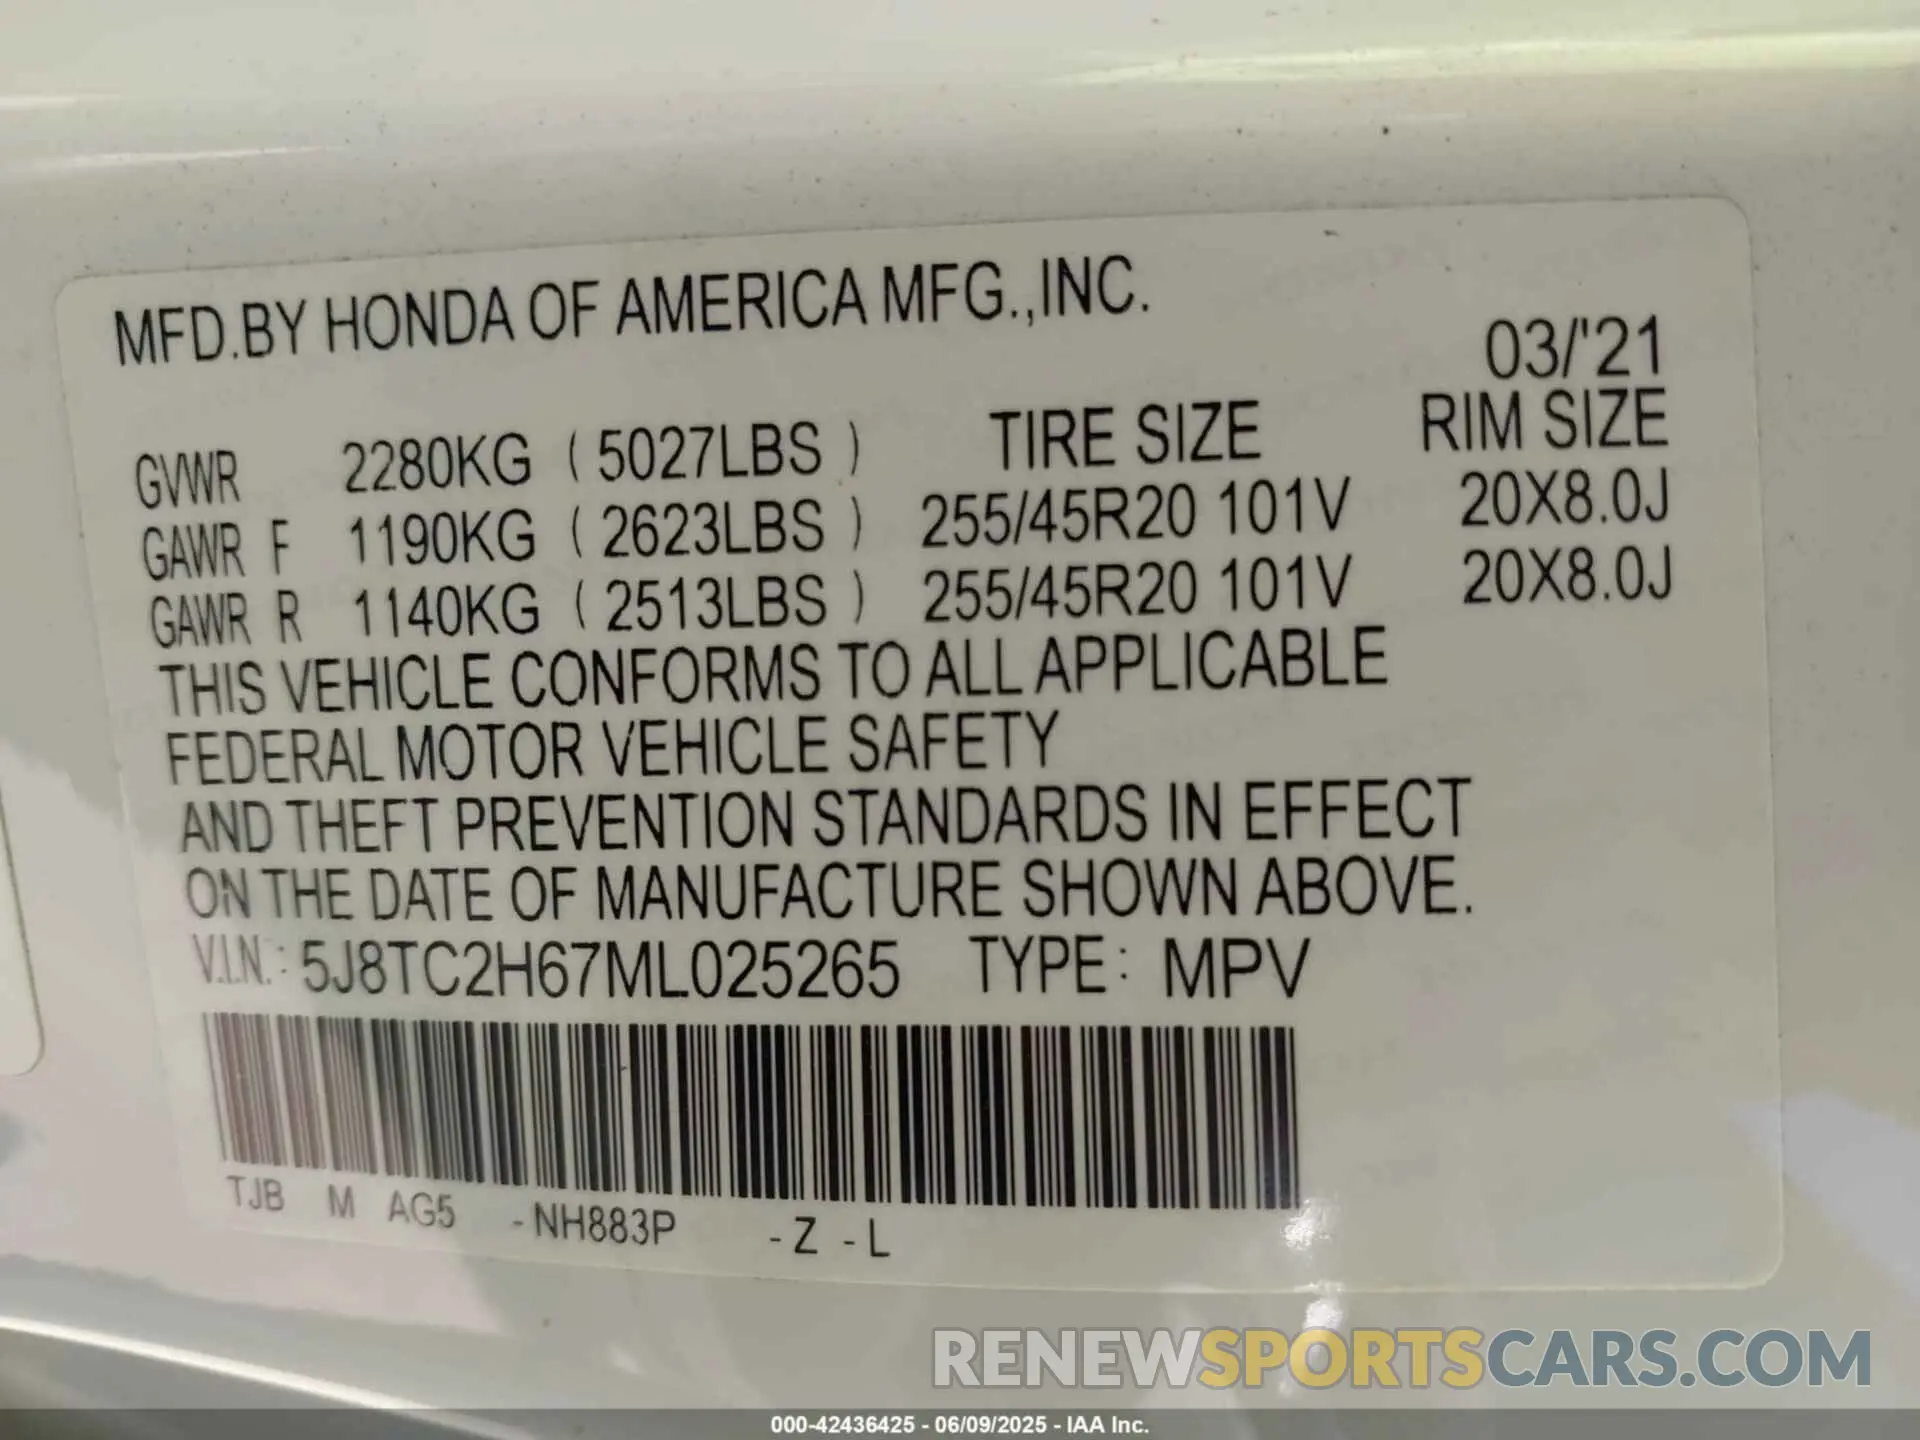 MFD.BY HONDA OF AMERICA MFG.,INC.
03/'21
GVWR 2280KG ( 5027LBS ) TIRE SIZE RIM SIZE
GAWR F 1190KG ( 2623LBS ) 255/45R20 101V 20X8.0J
GAWR R 1140KG ( 2513LBS ) 255/45R20 101V 20X8.0J
THIS VEHICLE CONFORMS TO ALL APPLICABLE
FEDERAL MOTOR VEHICLE SAFETY
AND THEFT PREVENTION STANDARDS IN EFFECT
ON THE DATE OF MANUFACTURE SHOWN ABOVE.
V.I.N.: 5J8TC2H67ML025265 TYPE: MPV
TJB M AG5 -NH883P -Z -L
RENEWSPORTSCARS.COM
000-42436425 - 06/09/2025 - IAA Inc.